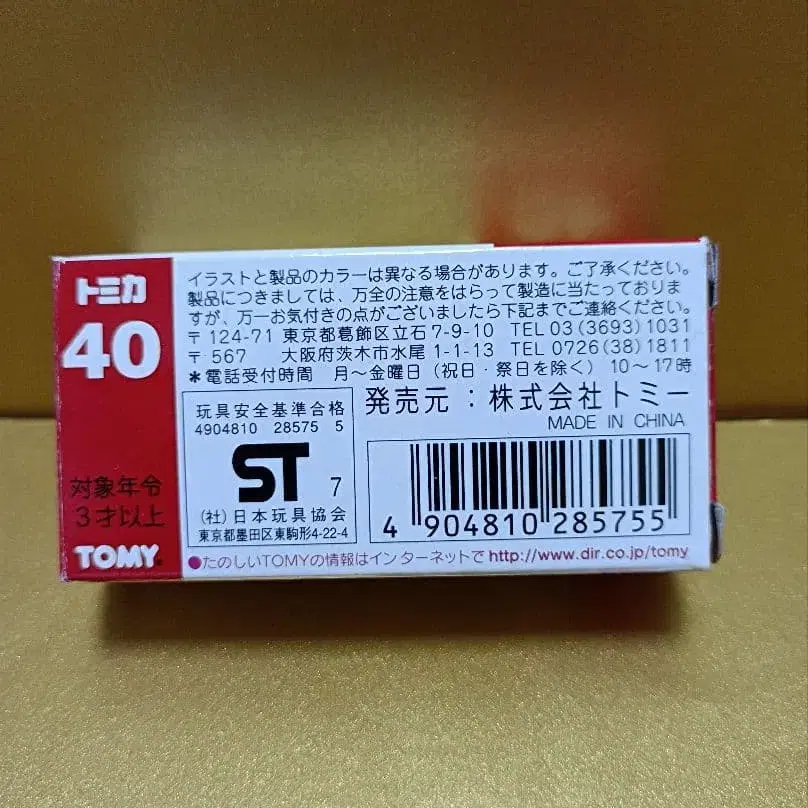 トミカ
40
対象年令
3才以上
TOMY
イラストと製品のカラーは異なる場合があります。ご了承ください。
製品につきましては、万全の注意をはらって製造に当たっておりま
すが、万一お気付きの点がございましたら下記までご連絡ください。
〒124-71 東京都葛飾区立石7-9-10 TEL 03(3693)1031
〒567 大阪府茨木市水尾1-1-13 TEL 0726(38)1811
*電話受付時間 月～金曜日(祝日・祭日を除く) 10～17時
玩具安全基準合格
4904810 28575 5
ST 7
(社)日本玩具協会
東京都墨田区東駒形4-22-4
発売元：株式会社トミー
MADE IN CHINA
4 904810 285755
●たのしいTOMYの情報はインターネットで http://www.dir.co.jp/tomy